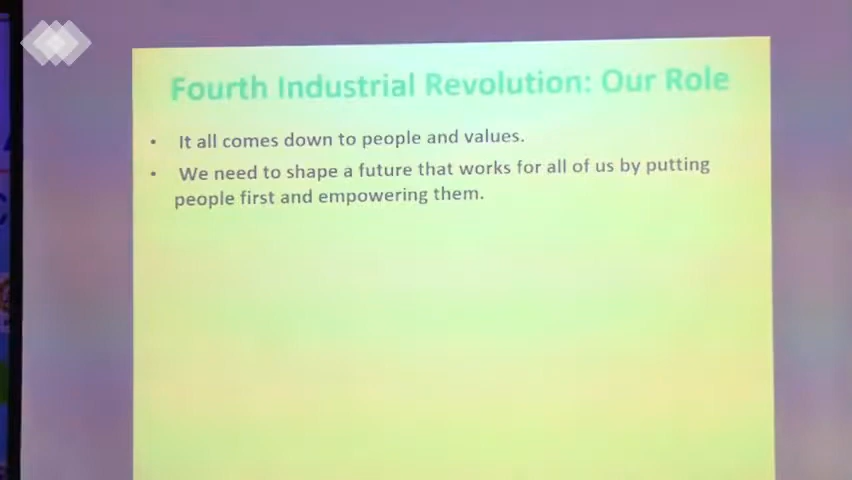 Fourth Industrial Revolution: Our Role
• It all comes down to people and values.
• We need to shape a future that works for all of us by putting
people first and empowering them.